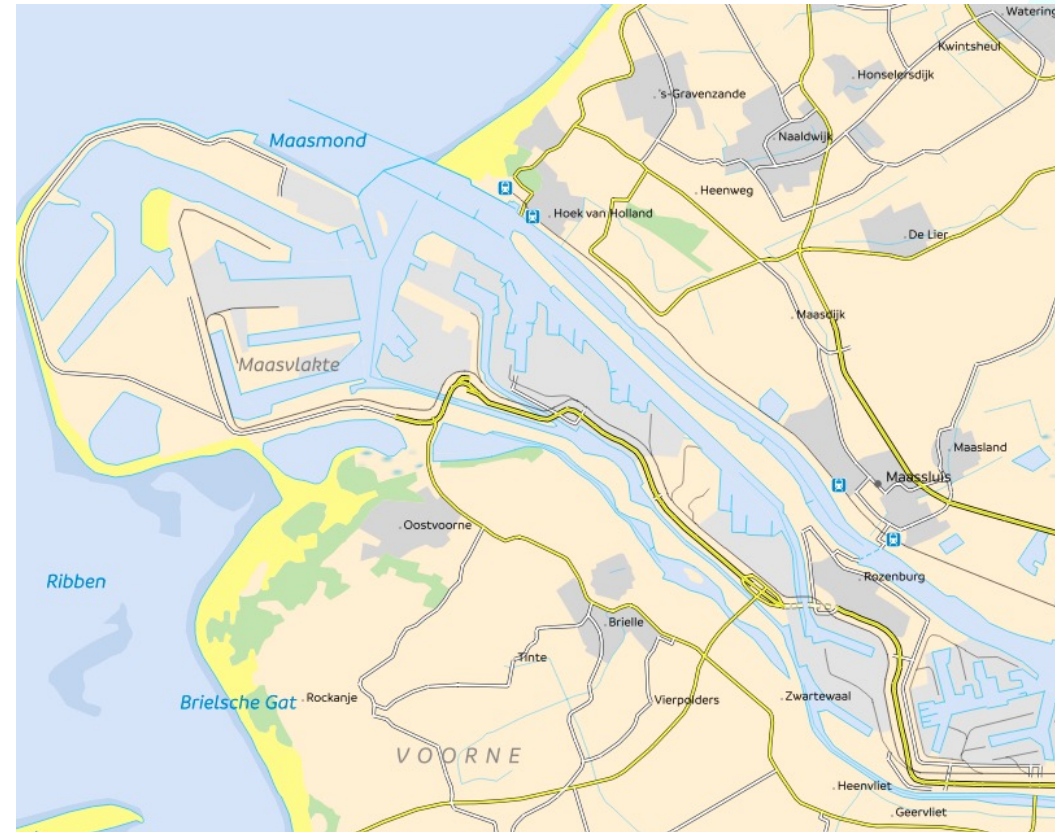 Watering
Kwintsheul
Honselersdijk
's-Gravenzande
Naaldwijk
Maasmond
Heenweg
Hoek van Holland
De Lier
Maasdijk
Maasvlakte
Maasland
Maassluis
Oostvoorne
Ribben
Rozenburg
Brielle
Tinte
Brielsche Gat
Rockanje
Vierpolders
Zwartewaal
VOORNE
Heenvliet
Geervliet